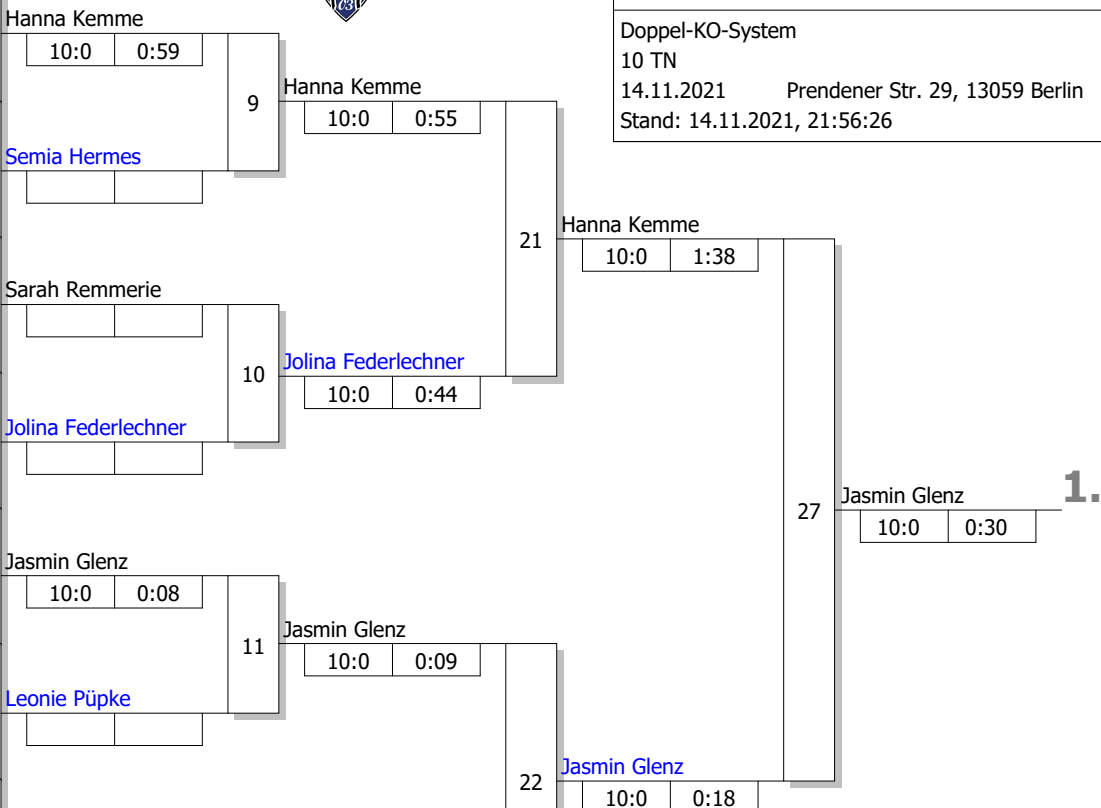 Hanna Kemme
10:0 0:59
9
Semia Hermes
Hanna Kemme
10:0 0:55
Doppel-KO-System
10 TN
14.11.2021 Prendener Str. 29, 13059 Berlin
Stand: 14.11.2021, 21:56:26
21
Hanna Kemme
10:0 1:38
Sarah Remmerie
10
Jolina Federlechner
10:0 0:44
Jolina Federlechner
27
Jasmin Glenz
10:0 0:30
1.
Jasmin Glenz
10:0 0:08
11
Jasmin Glenz
10:0 0:09
Leonie Püpke
22
Jasmin Glenz
10:0 0:18